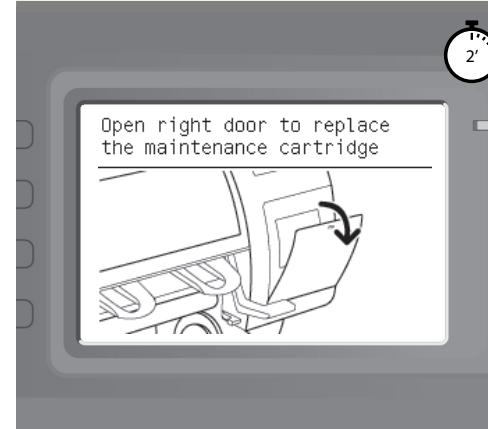 2’
Open right door to replace
the maintenance cartridge